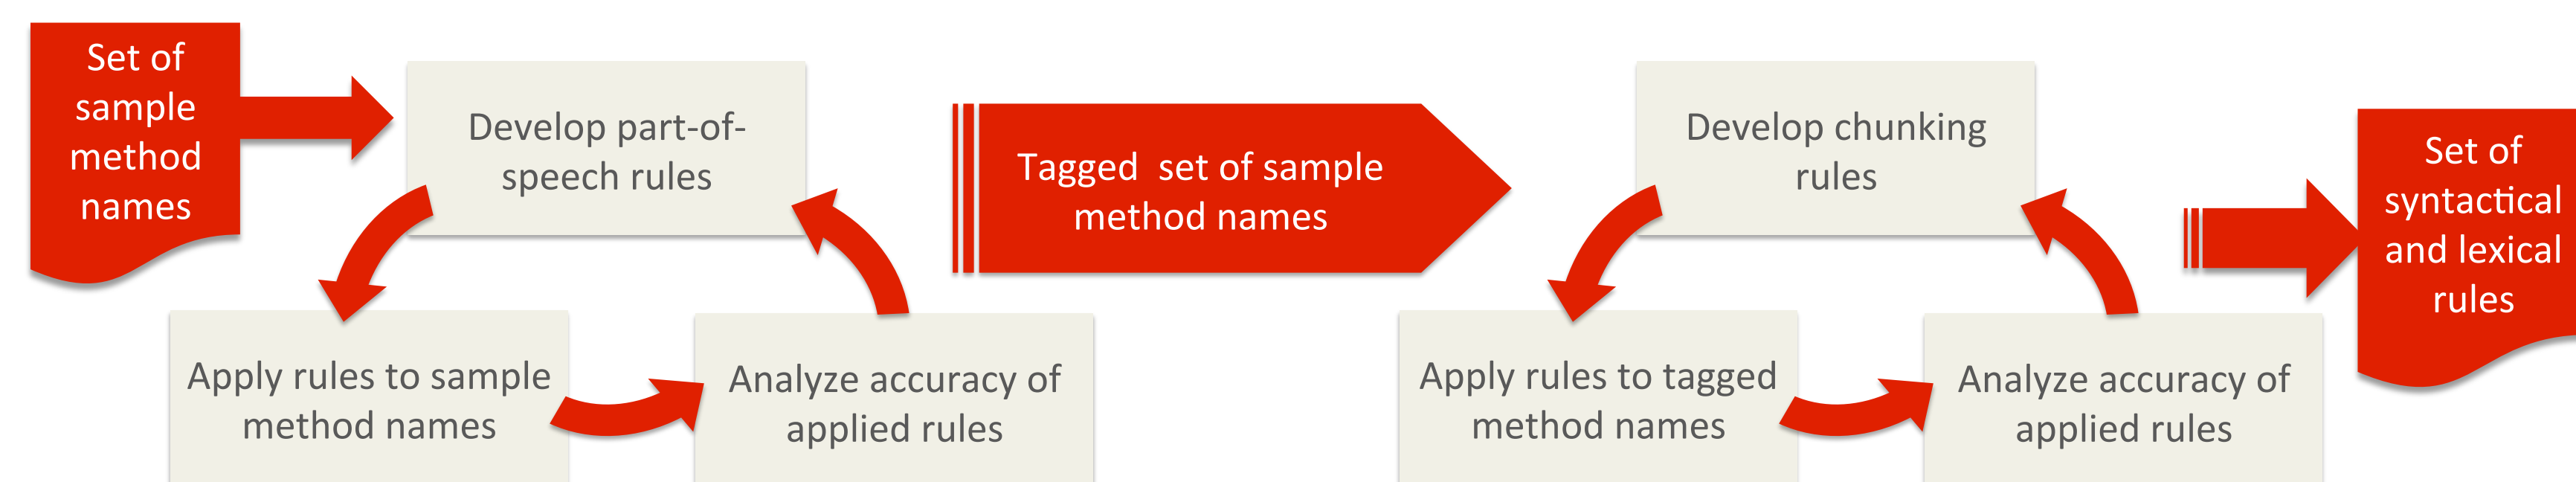 Set of
sample
method
names
Develop part-of-
speech rules
Apply rules to sample
method names
Analyze accuracy of
applied rules
Tagged  set of sample
method names
Develop chunking
rules
Apply rules to tagged
method names
Analyze accuracy of
applied rules
Set of
syntactical
and lexical
rules